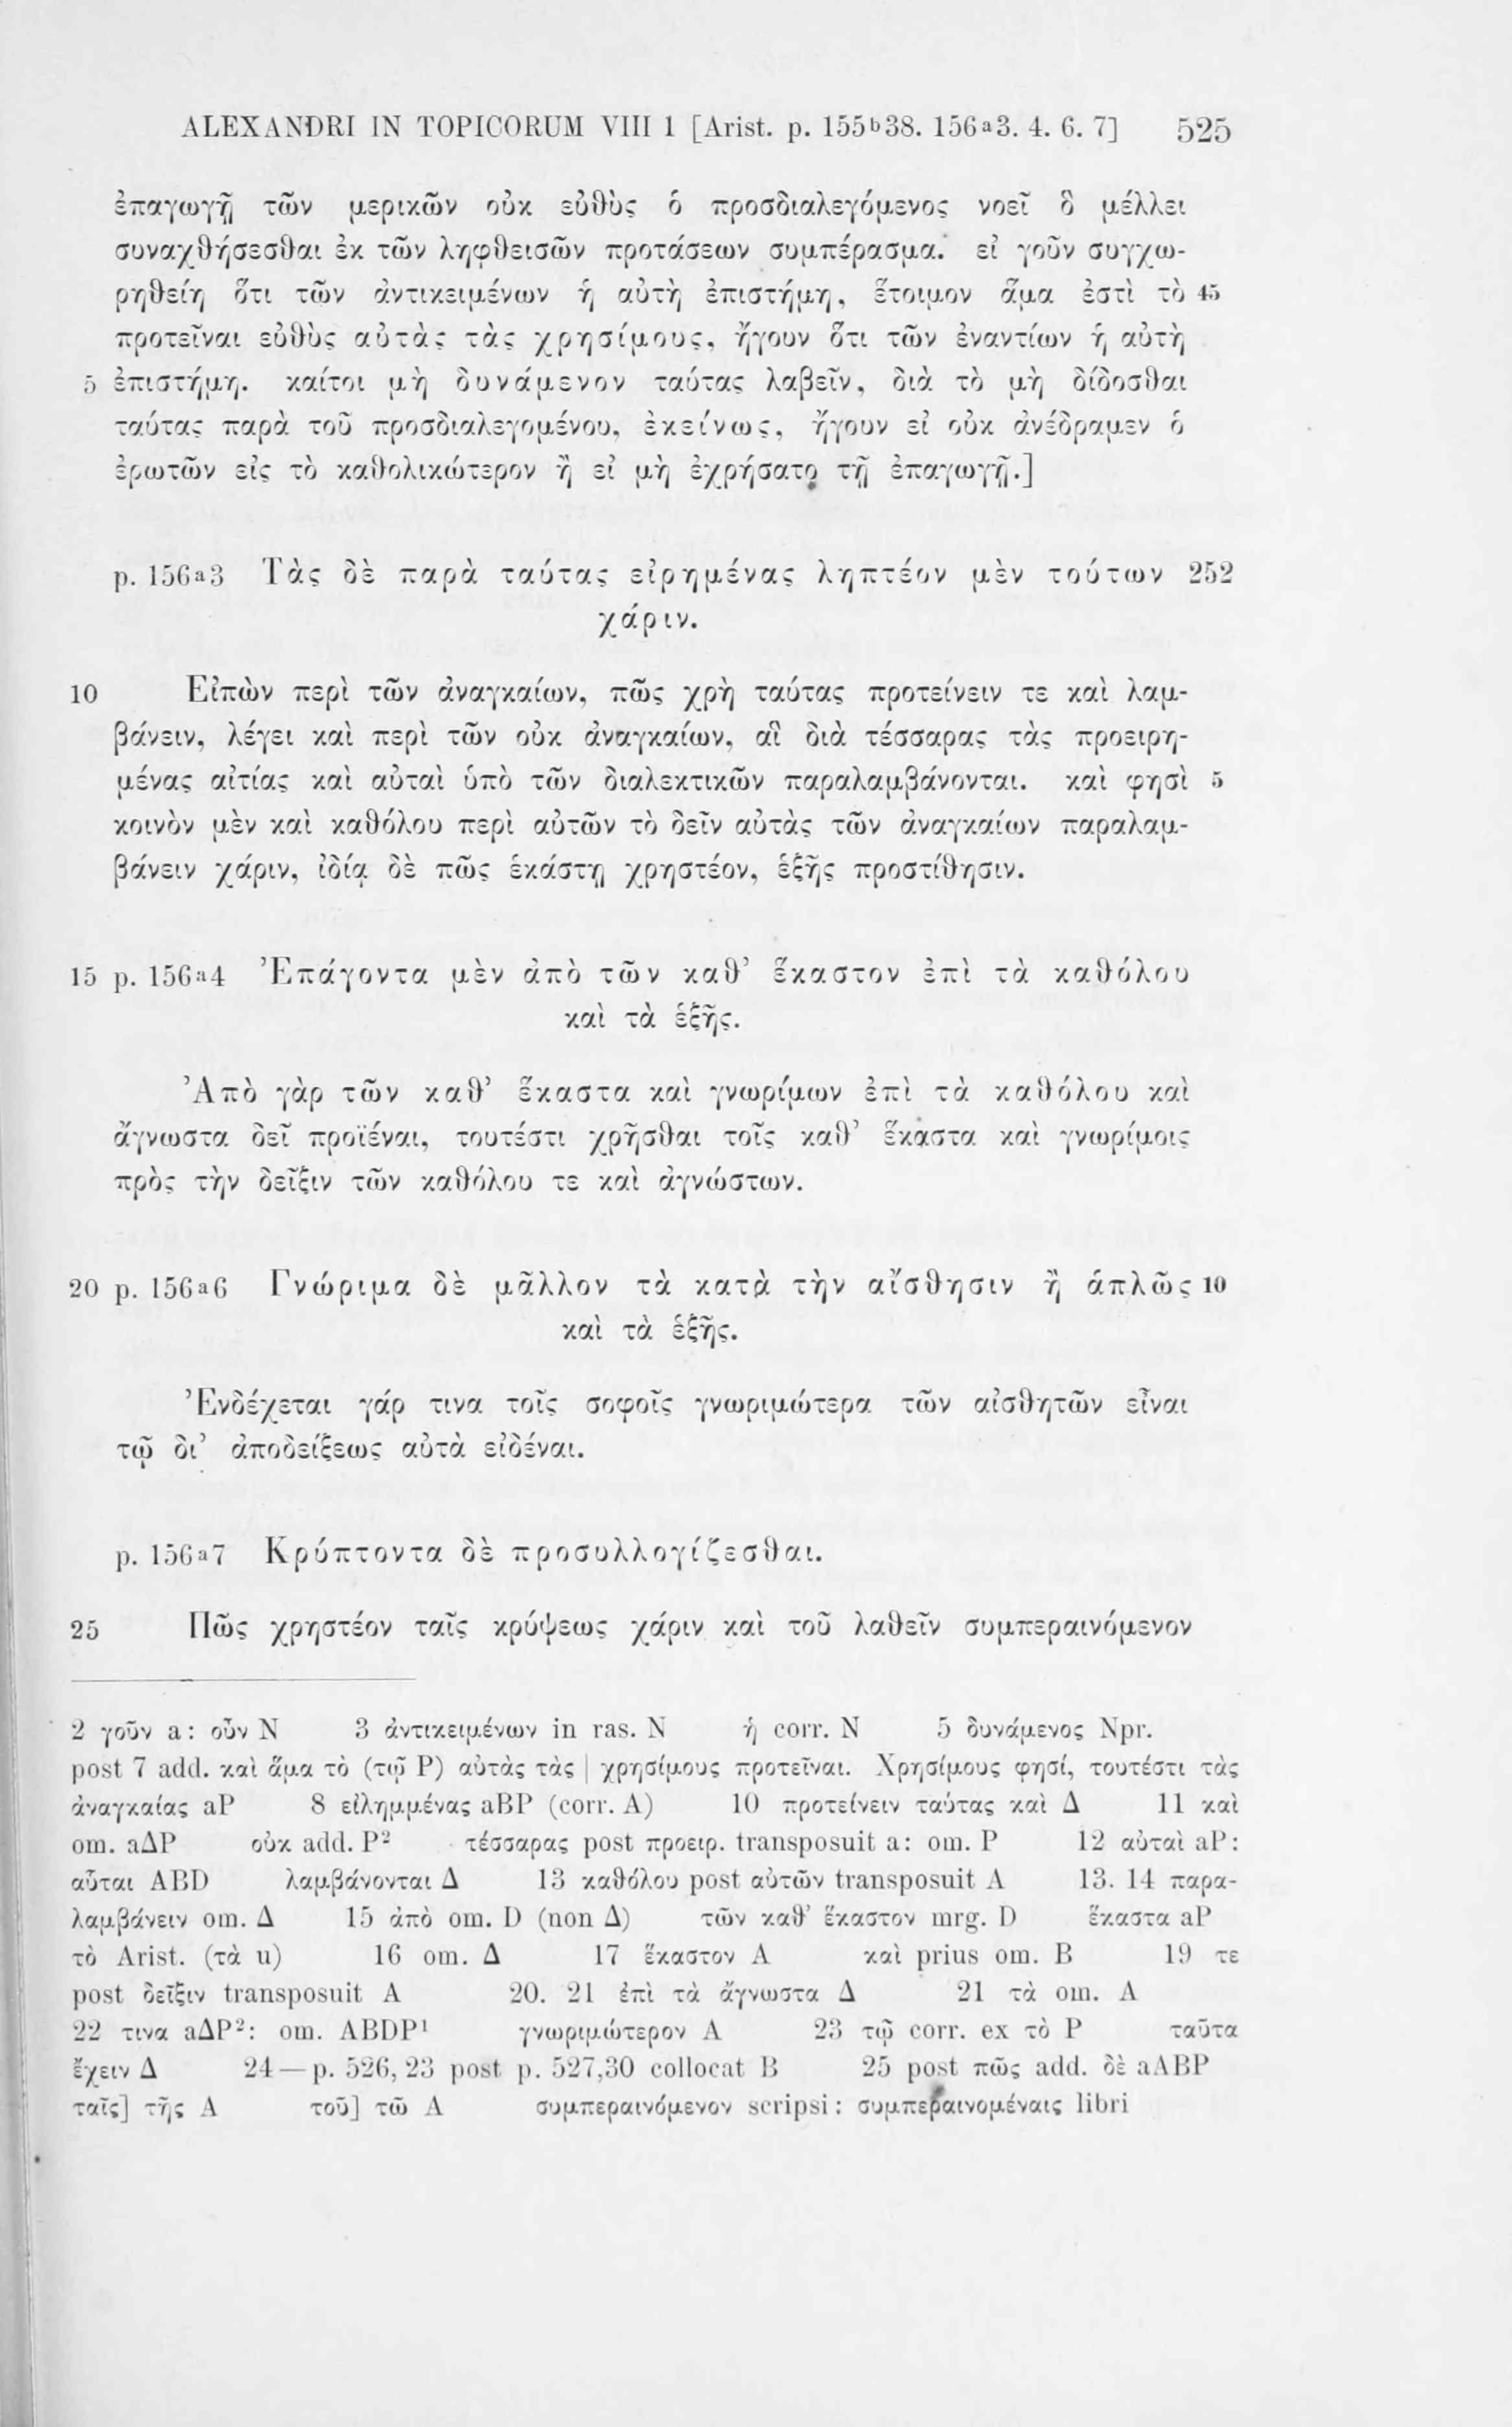 ALEXANDRI IN TOPICORUM VIII 1 [Arist. p. 155ᵇ38. 156ᵃ3. 4. 6. 7] 525
ἐπαγωγῇ τῶν μερικῶν οὐκ εὐθὺς ὁ προσδιαλεγόμενος νοεῖ ὃ μέλλει
συναχθήσεσθαι ἐκ τῶν ληφθεισῶν προτάσεων συμπέρασμα. εἰ γοῦν συγχω-
ρηθείη ὅτι τῶν ἀντικειμένων ἡ αὐτὴ ἐπιστήμη, ἕτοιμον ἅμα ἐστὶ τὸ 45
προτεῖναι εὐθὺς αὐτὰς τὰς χρησίμους, ἤγουν ὅτι τῶν ἐναντίων ἡ αὐτὴ
5 ἐπιστήμη. καίτοι μὴ δυνάμενον ταύτας λαβεῖν, διὰ τὸ μὴ δίδοσθαι
ταύτας παρὰ τοῦ προσδιαλεγομένου, ἐκείνως, ἤγουν εἰ οὐκ ἀνέδραμεν ὁ
ἐρωτῶν εἰς τὸ καθολικώτερον ἢ εἰ μὴ ἐχρήσατο τῇ ἐπαγωγῇ.]
p. 156ᵃ3 Τὰς δὲ παρὰ ταύτας εἰρημένας ληπτέον μὲν τούτων 252
χάριν.
10 Εἰπὼν περὶ τῶν ἀναγκαίων, πῶς χρὴ ταύτας προτείνειν τε καὶ λαμ-
βάνειν, λέγει καὶ περὶ τῶν οὐκ ἀναγκαίων, αἳ διὰ τέσσαρας τὰς προειρη-
μένας αἰτίας καὶ αὐταὶ ὑπὸ τῶν διαλεκτικῶν παραλαμβάνονται. καὶ φησὶ 5
κοινὸν μὲν καὶ καθόλου περὶ αὐτῶν τὸ δεῖν αὐτὰς τῶν ἀναγκαίων παραλαμ-
βάνειν χάριν, ἰδίᾳ δὲ πῶς ἑκάστῃ χρηστέον, ἑξῆς προστίθησιν.
15 p. 156ᵃ4 Ἐπάγοντα μὲν ἀπὸ τῶν καθ’ ἕκαστον ἐπὶ τὰ καθόλου
καὶ τὰ ἑξῆς.
Ἀπὸ γὰρ τῶν καθ’ ἕκαστα καὶ γνωρίμων ἐπὶ τὰ καθόλου καὶ
ἄγνωστα δεῖ προϊέναι, τουτέστι χρῆσθαι τοῖς καθ’ ἕκαστα καὶ γνωρίμοις
πρὸς τὴν δεῖξιν τῶν καθόλου τε καὶ ἀγνώστων.
20 p. 156ᵃ6 Γνώριμα δὲ μᾶλλον τὰ κατὰ τὴν αἴσθησιν ἢ ἁπλῶς 10
καὶ τὰ ἑξῆς.
Ἐνδέχεται γάρ τινα τοῖς σοφοῖς γνωριμώτερα τῶν αἰσθητῶν εἶναι
τῷ δι’ ἀποδείξεως αὐτὰ εἰδέναι.
p. 156ᵃ7 Κρύπτοντα δὲ προσυλλογίζεσθαι.
25 Πῶς χρηστέον ταῖς κρύψεως χάριν καὶ τοῦ λαθεῖν συμπεραινόμενον
2 γοῦν a: οὖν N 3 ἀντικειμένων in ras. N ἡ corr. N 5 δυνάμενος Npr.
post 7 add. καὶ ἅμα τὸ (τῷ P) αὐτὰς τὰς | χρησίμους προτεῖναι. Χρησίμους φησί, τουτέστι τὰς
ἀναγκαίας aP 8 εἰλημμένας aBP (corr. A) 10 προτείνειν ταύτας καὶ Δ 11 καὶ
om. aΔP οὐκ add. P² τέσσαρας post προειρ. transposuit a: om. P 12 αὐταὶ aP:
αὗται ABD λαμβάνονται Δ 13 καθόλου post αὐτῶν transposuit A 13. 14 παρα-
λαμβάνειν om. Δ 15 ἀπὸ om. D (non Δ) τῶν καθ’ ἕκαστον mrg. D ἕκαστα aP
τὸ Arist. (τὰ u) 16 om. Δ 17 ἕκαστον A καὶ prius om. B 19 τε
post δεῖξιν transposuit A 20. 21 ἐπὶ τὰ ἄγνωστα Δ 21 τὰ om. A
22 τινα aΔP²: om. ABDP¹ γνωριμώτερον A 23 τῷ corr. ex τὸ P ταῦτα
ἔχειν Δ 24 — p. 526, 23 post p. 527,30 collocat B 25 post πῶς add. δὲ aABP
ταῖς] τῆς A τοῦ] τῶ A συμπεραινόμενον scripsi: συμπεραινομέναις libri